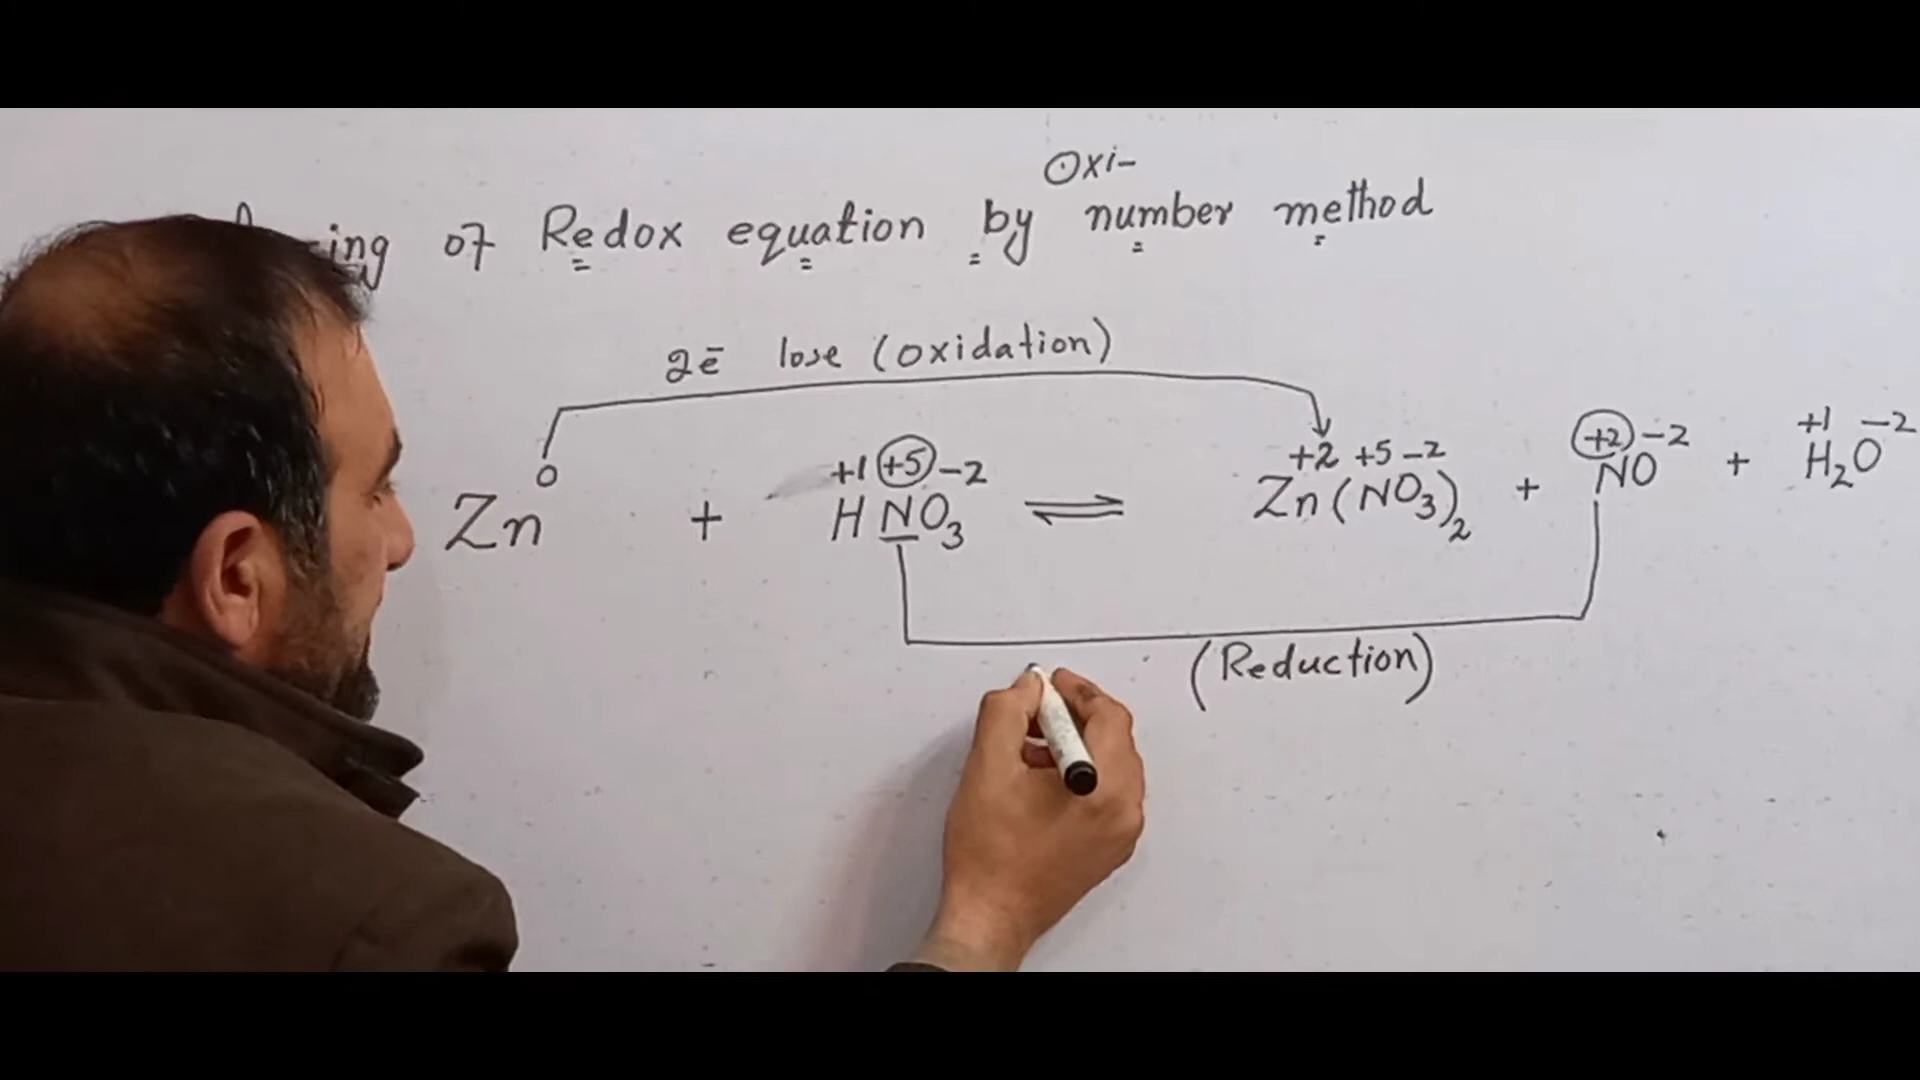 Oxi-
of Redox equation by number method
2ē lose (oxidation)
0 +1 +5 -2 +2 +5 -2 +2 -2 +1 -2
Zn + HNO₃ ⇌ Zn(NO₃)₂ + NO + H₂O
(Reduction)